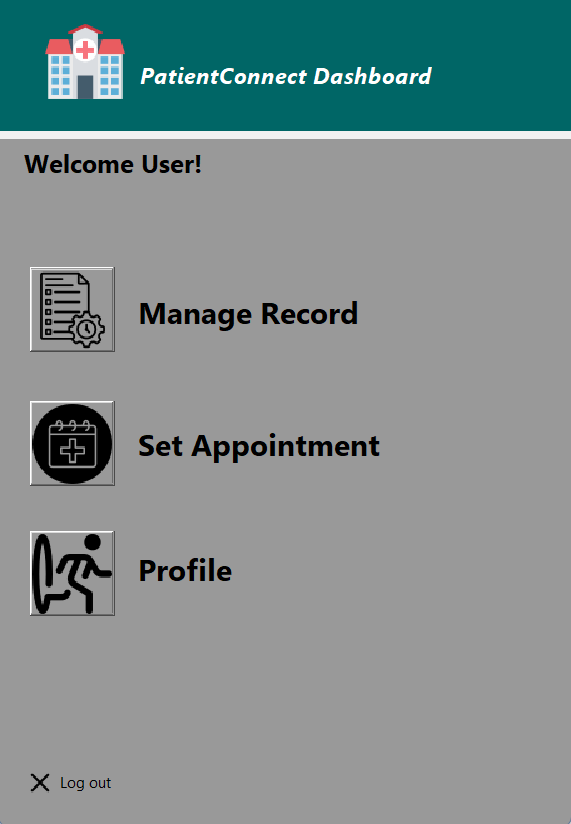 PatientConnect Dashboard
Welcome User!
Manage Record
Set Appointment
Profile
Log out